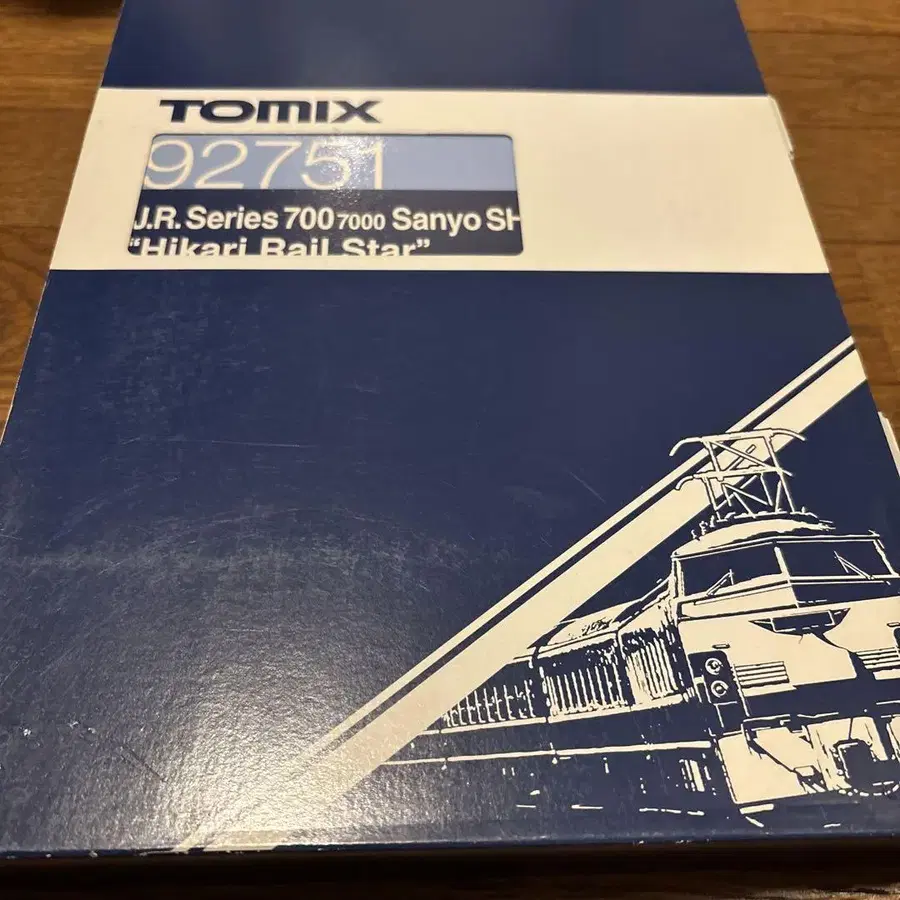 TOMIX
92751
J.R. Series 700 7000 Sanyo SH
"Hikari Rail Star"